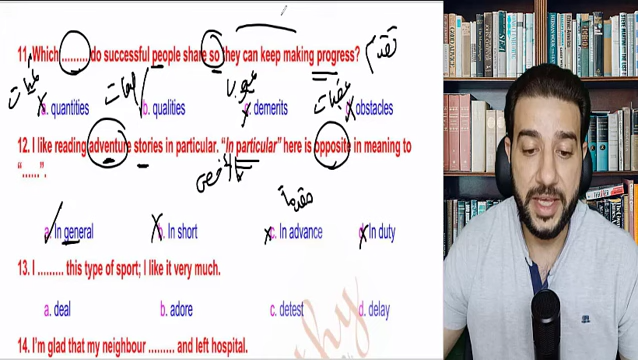 11. Which ......... do successful people share so they can keep making progress?
a. quantities b. qualities c. demerits d. obstacles
12. I like reading adventure stories in particular. "In particular" here is opposite in meaning to
"......".
a. In general b. In short c. In advance d. In duty
13. I ......... this type of sport; I like it very much.
a. deal b. adore c. detest d. delay
14. I'm glad that my neighbour ......... and left hospital.